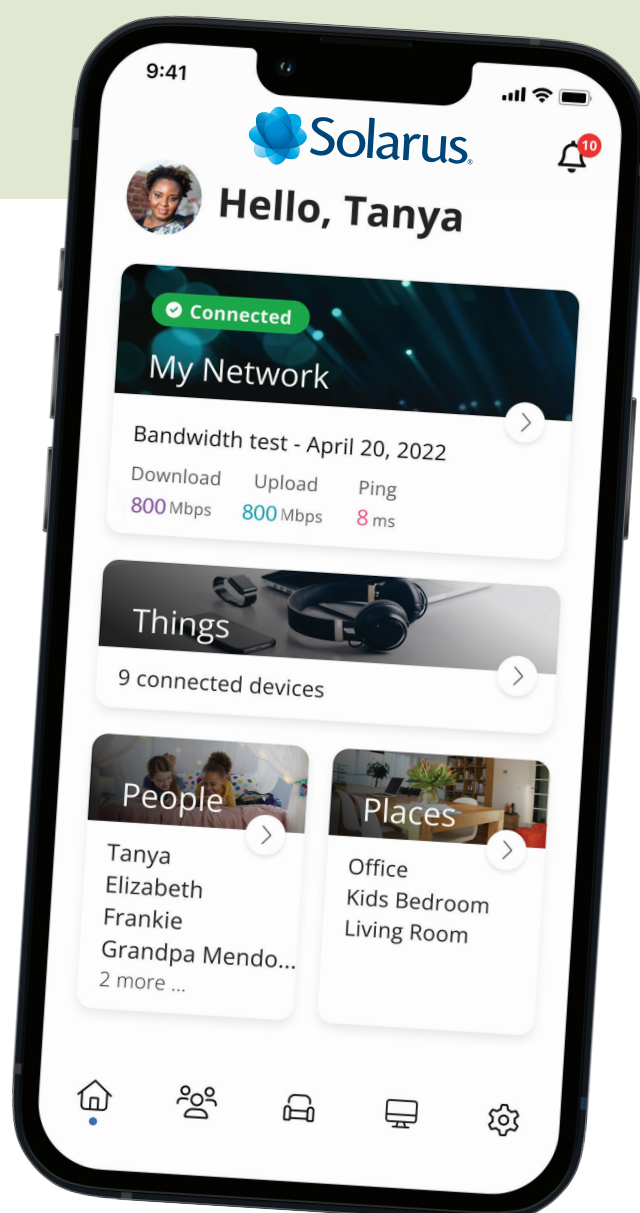 9:41
Solarus®
10
Hello, Tanya
Connected
My Network
Bandwidth test - April 20, 2022
Download Upload Ping
800 Mbps 800 Mbps 8 ms
Things
9 connected devices
People
Tanya
Elizabeth
Frankie
Grandpa Mendo...
2 more ...
Places
Office
Kids Bedroom
Living Room